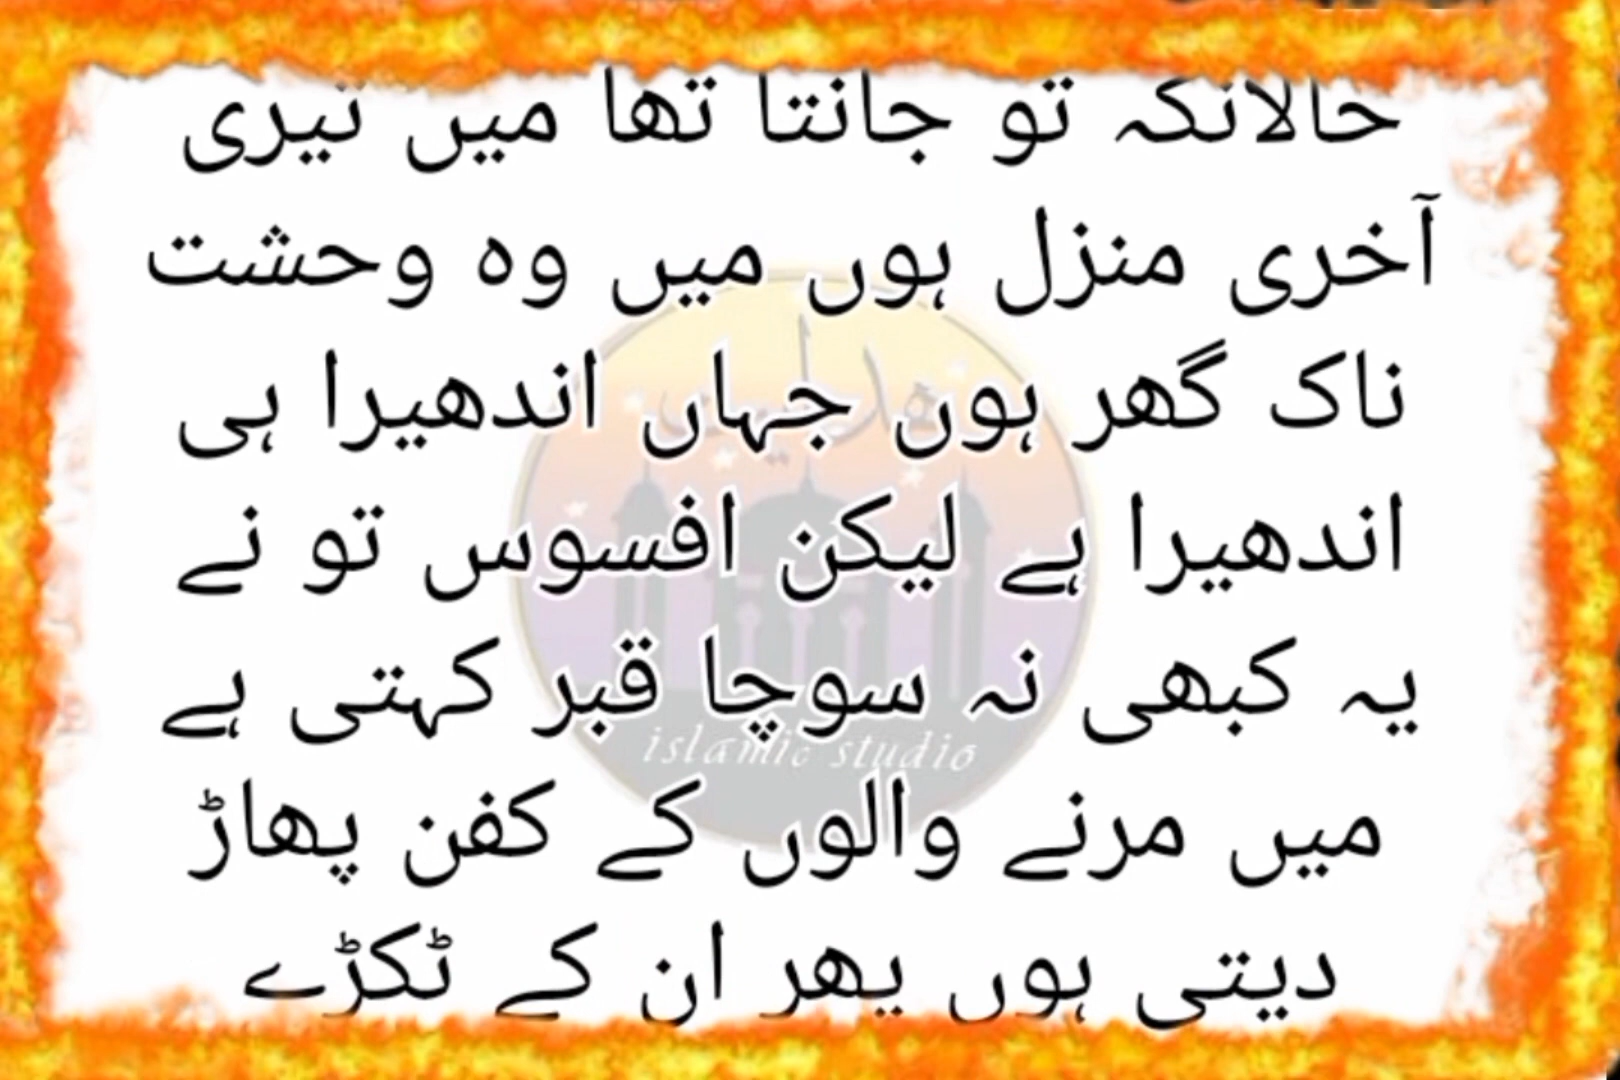 حالانکہ تو جانتا تھا میں تیری
آخری منزل ہوں میں وہ وحشت
ناک گھر ہوں جہاں اندھیرا ہی
اندھیرا ہے لیکن افسوس تو نے
یہ کبھی نہ سوچا قبر کہتی ہے
میں مرنے والوں کے کفن پھاڑ
دیتی ہوں پھر ان کے ٹکڑے
islamic studio